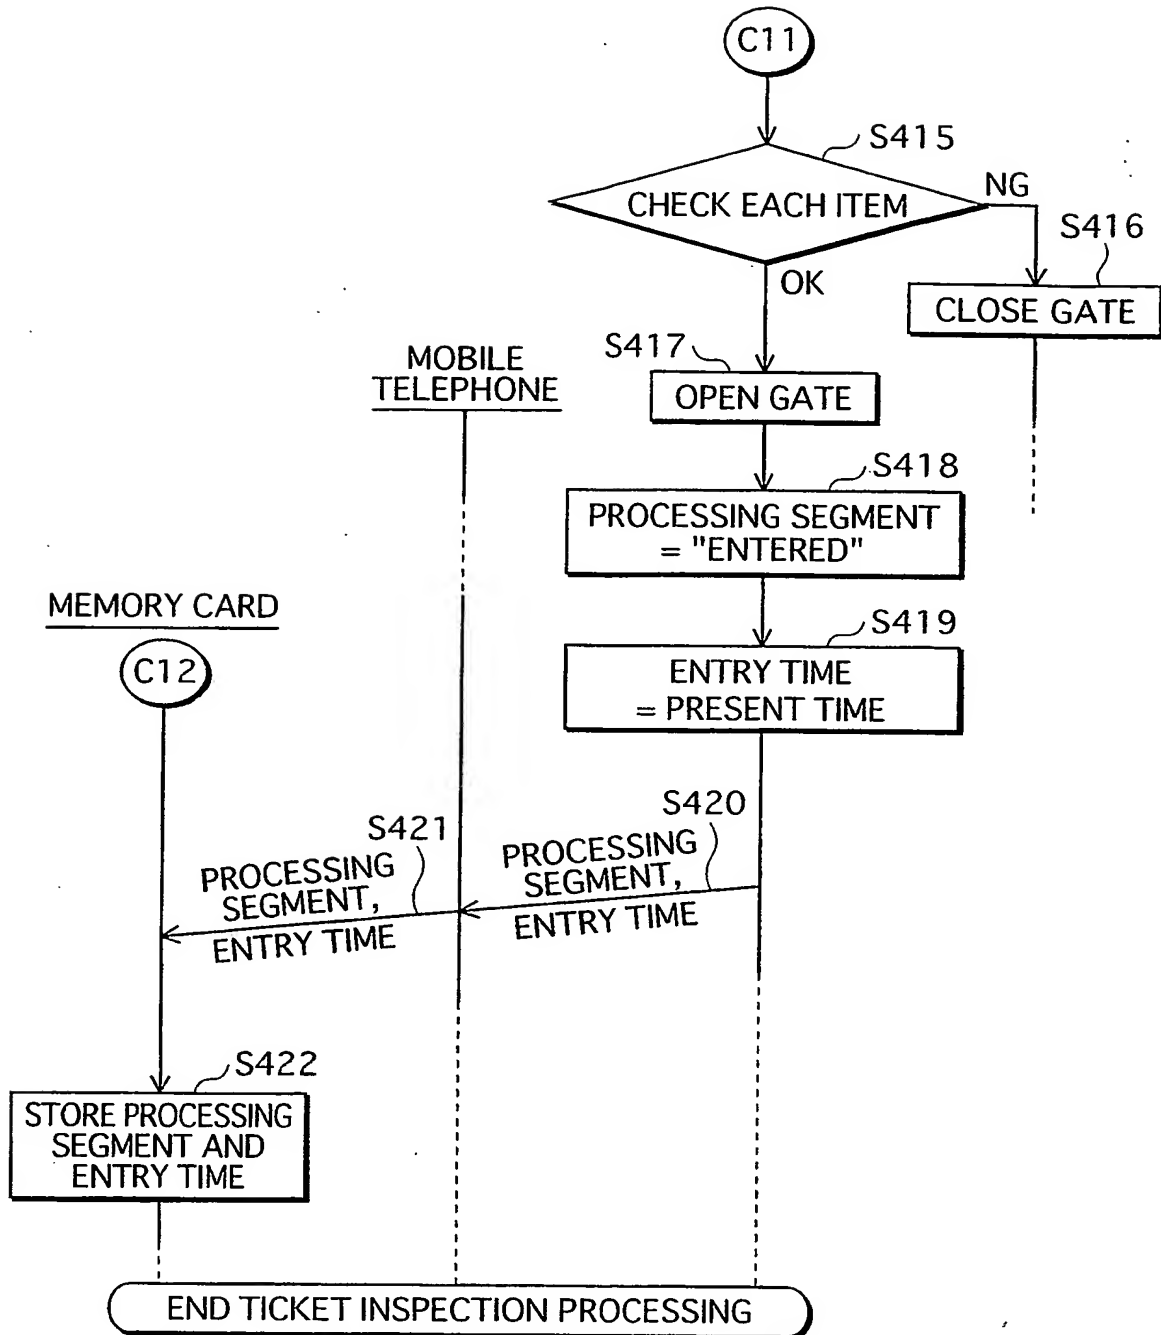 C11
S415
CHECK EACH ITEM
NG
S416
OK
CLOSE GATE
S417
MOBILE
TELEPHONE
OPEN GATE
S418
PROCESSING SEGMENT
= "ENTERED"
MEMORY CARD
S419
C12
ENTRY TIME
= PRESENT TIME
S420
S421
PROCESSING
SEGMENT,
ENTRY TIME
PROCESSING
SEGMENT,
ENTRY TIME
S422
STORE PROCESSING
SEGMENT AND
ENTRY TIME
END TICKET INSPECTION PROCESSING